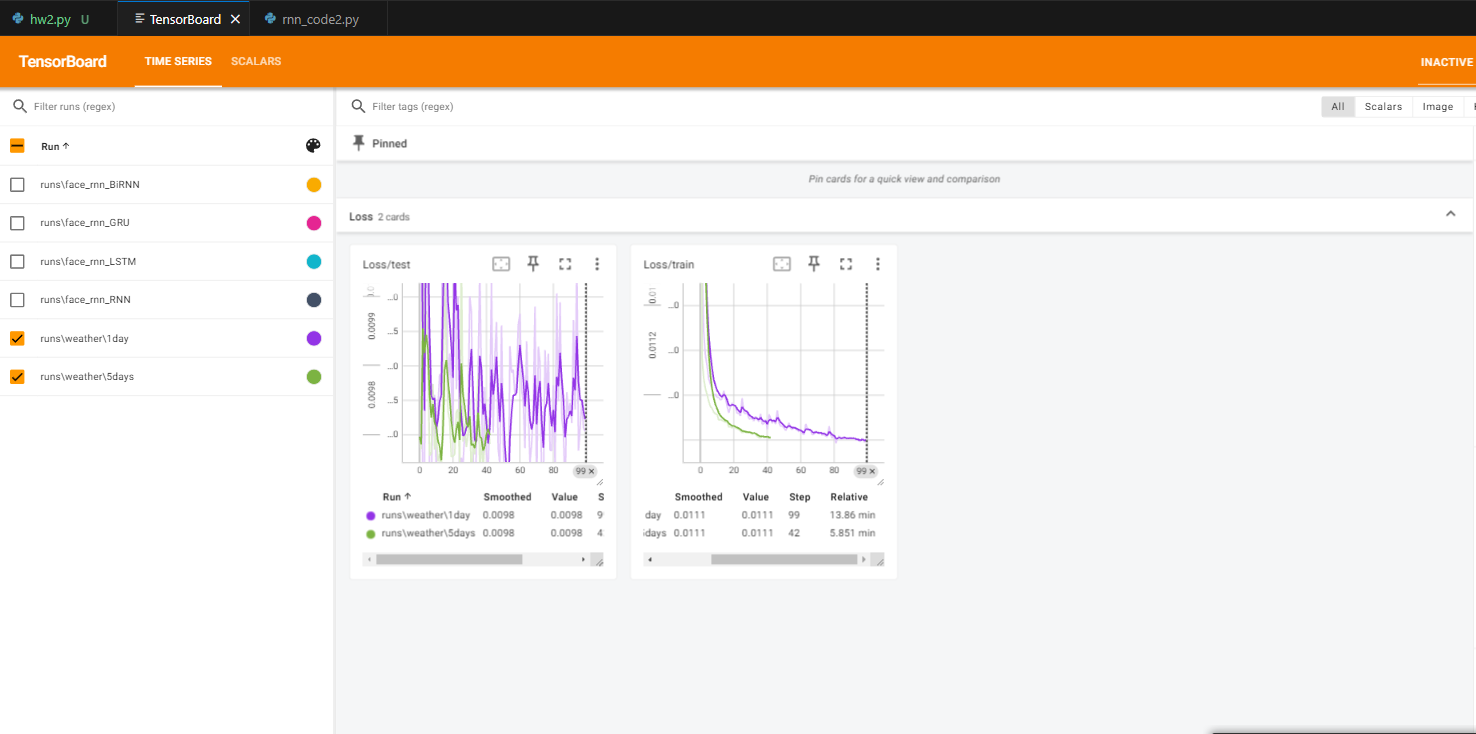 hw2.py U TensorBoard rnn_code2.py
TensorBoard TIME SERIES SCALARS INACTIVE
Filter runs (regex)
Run
runs\face_rnn_BiRNN
runs\face_rnn_GRU
runs\face_rnn_LSTM
runs\face_rnn_RNN
runs\weather\1day
runs\weather\5days
Filter tags (regex)
All Scalars Image
Pinned
Pin cards for a quick view and comparison
Loss 2 cards
Loss/test
0.0099
0.0098
...0
...5
...0
...5
...0
0 20 40 60 80 99
Run Smoothed Value S
runs\weather\1day 0.0098 0.0098 9
runs\weather\5days 0.0098 0.0098 4
Loss/train
0.01
0.0112
...0
...0
...0
0 20 40 60 80 99
Smoothed Value Step Relative
day 0.0111 0.0111 99 13.86 min
days 0.0111 0.0111 42 5.851 min